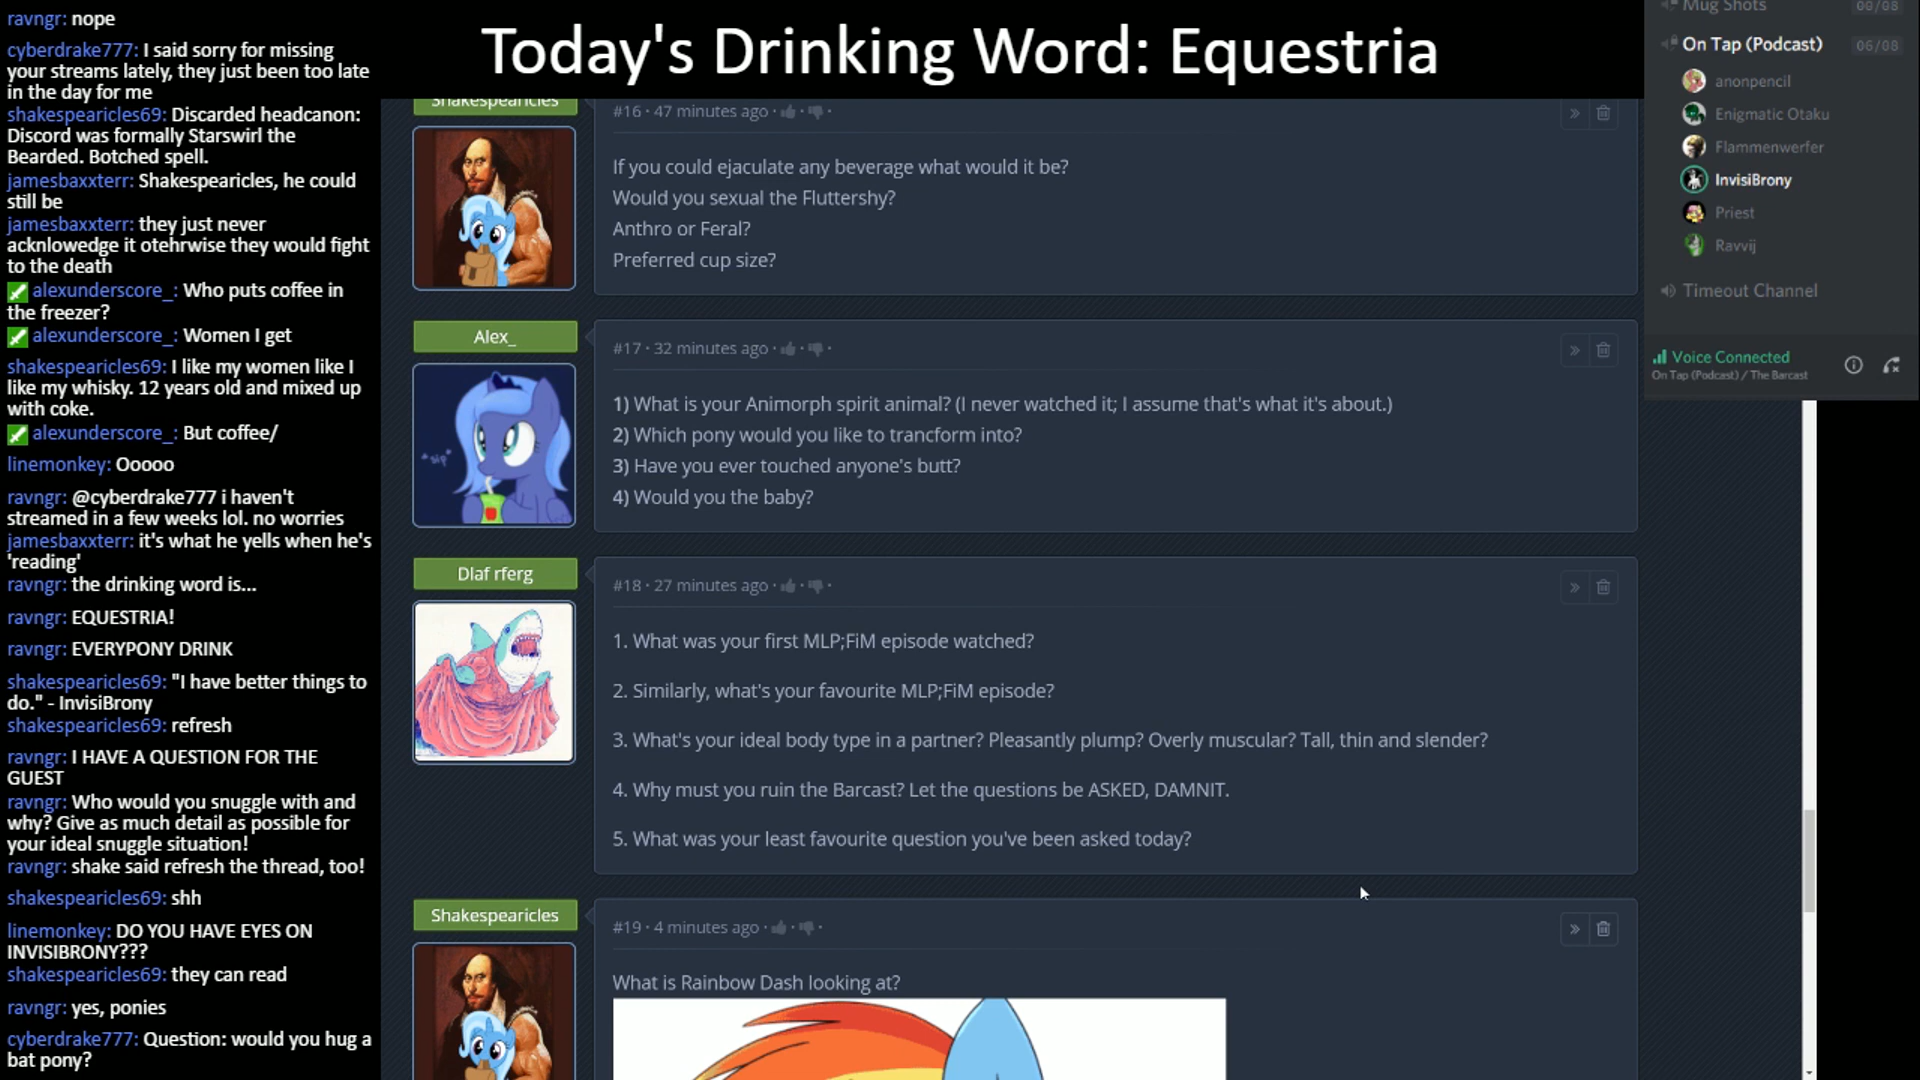 ravngr: nope
cyberdrake777: I said sorry for missing
your streams lately, they just been too late
in the day for me
shakespearicles69: Discarded headcanon:
Discord was formally Starswirl the
Bearded. Botched spell.
jamesbaxxterr: Shakespearicles, he could
still be
jamesbaxxterr: they just never
acknlowedge it otehrwise they would fight
to the death
alexunderscore_: Who puts coffee in
the freezer?
alexunderscore_: Women I get
shakespearicles69: I like my women like I
like my whisky. 12 years old and mixed up
with coke.
alexunderscore_: But coffee/
linemonkey: Ooooo
ravngr: @cyberdrake777 i haven't
streamed in a few weeks lol. no worries
jamesbaxxterr: it's what he yells when he's
'reading'
ravngr: the drinking word is...
ravngr: EQUESTRIA!
ravngr: EVERYPONY DRINK
shakespearicles69: "I have better things to
do." - InvisiBrony
shakespearicles69: refresh
ravngr: I HAVE A QUESTION FOR THE
GUEST
ravngr: Who would you snuggle with and
why? Give as much detail as possible for
your ideal snuggle situation!
ravngr: shake said refresh the thread, too!
shakespearicles69: shh
linemonkey: DO YOU HAVE EYES ON
INVISIBRONY???
shakespearicles69: they can read
ravngr: yes, ponies
cyberdrake777: Question: would you hug a
bat pony?
Today's Drinking Word: Equestria
Shakespearicles
#16 · 47 minutes ago · ·
If you could ejaculate any beverage what would it be?
Would you sexual the Fluttershy?
Anthro or Feral?
Preferred cup size?
Alex_
*sip*
#17 · 32 minutes ago · ·
1) What is your Animorph spirit animal? (I never watched it; I assume that's what it's about.)
2) Which pony would you like to trancform into?
3) Have you ever touched anyone's butt?
4) Would you the baby?
Dlaf rferg
#18 · 27 minutes ago · ·
1. What was your first MLP;FiM episode watched?
2. Similarly, what's your favourite MLP;FiM episode?
3. What's your ideal body type in a partner? Pleasantly plump? Overly muscular? Tall, thin and slender?
4. Why must you ruin the Barcast? Let the questions be ASKED, DAMNIT.
5. What was your least favourite question you've been asked today?
Shakespearicles
#19 · 4 minutes ago · ·
What is Rainbow Dash looking at?
Mug Shots 00/08
On Tap (Podcast) 06/08
anonpencil
Enigmatic Otaku
Flammenwerfer
InvisiBrony
Priest
Ravvij
Timeout Channel
Voice Connected
On Tap (Podcast) / The Barcast